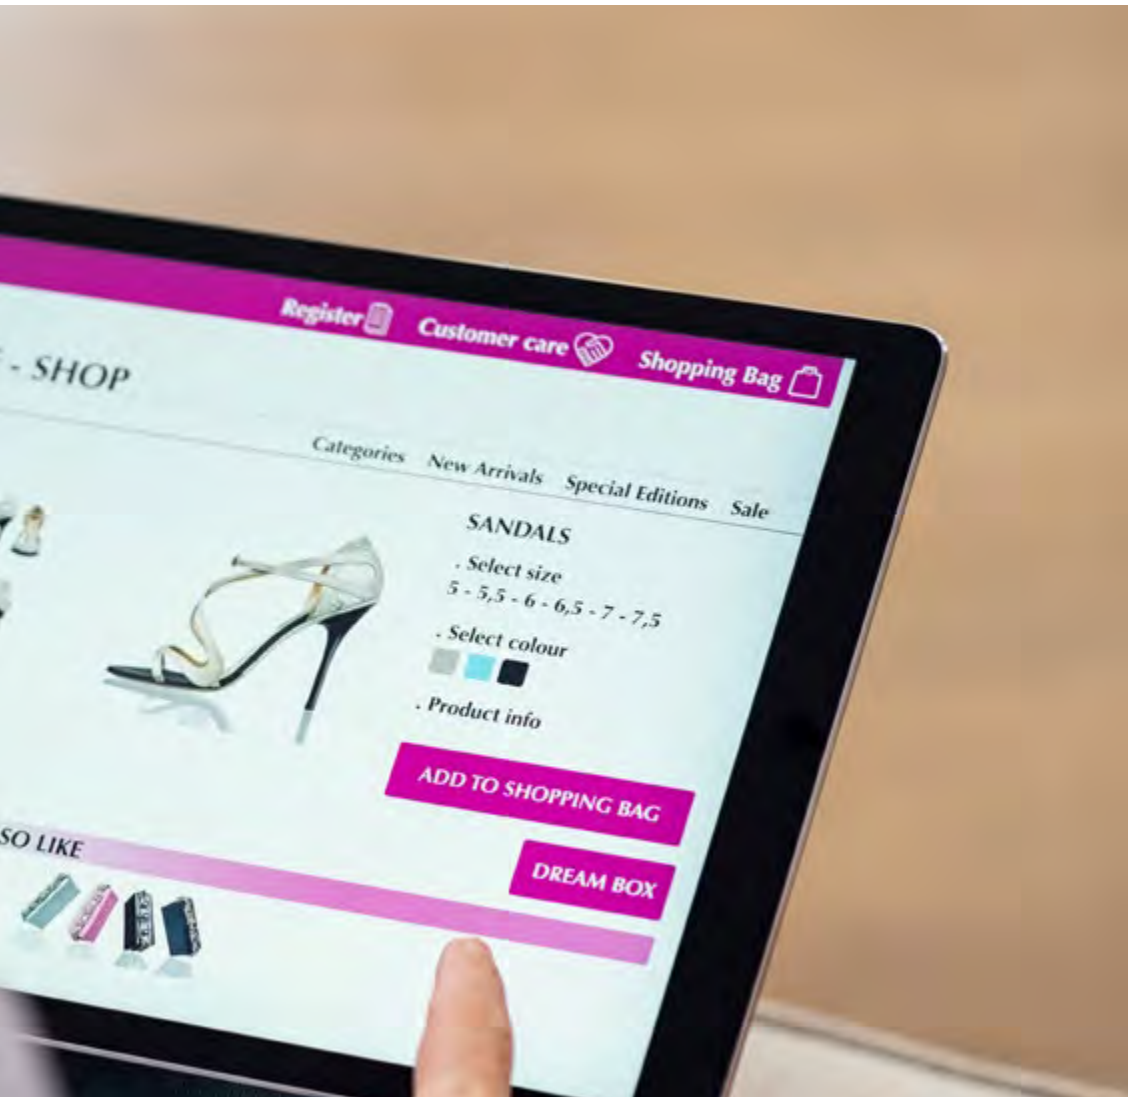 Register Customer care Shopping Bag
- SHOP
Categories New Arrivals Special Editions Sale
SANDALS
. Select size
5 - 5,5 - 6 - 6,5 - 7 - 7,5
. Select colour
. Product info
ADD TO SHOPPING BAG
DREAM BOX
SO LIKE